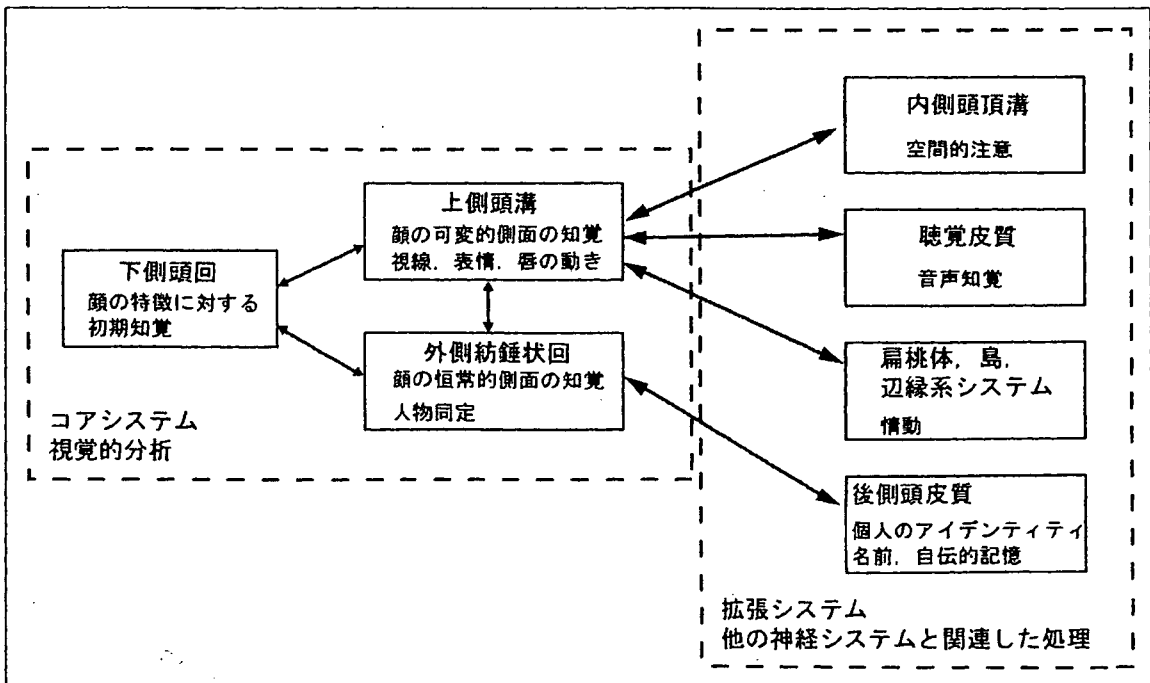 下側頭回
顔の特徴に対する
初期知覚
上側頭溝
顔の可変的側面の知覚
視線，表情，唇の動き
外側紡錘状回
顔の恒常的側面の知覚
人物同定
コアシステム
視覚的分析
内側頭頂溝
空間的注意
聴覚皮質
音声知覚
扁桃体，島，
辺縁系システム
情動
後側頭皮質
個人のアイデンティティ
名前，自伝的記憶
拡張システム
他の神経システムと関連した処理